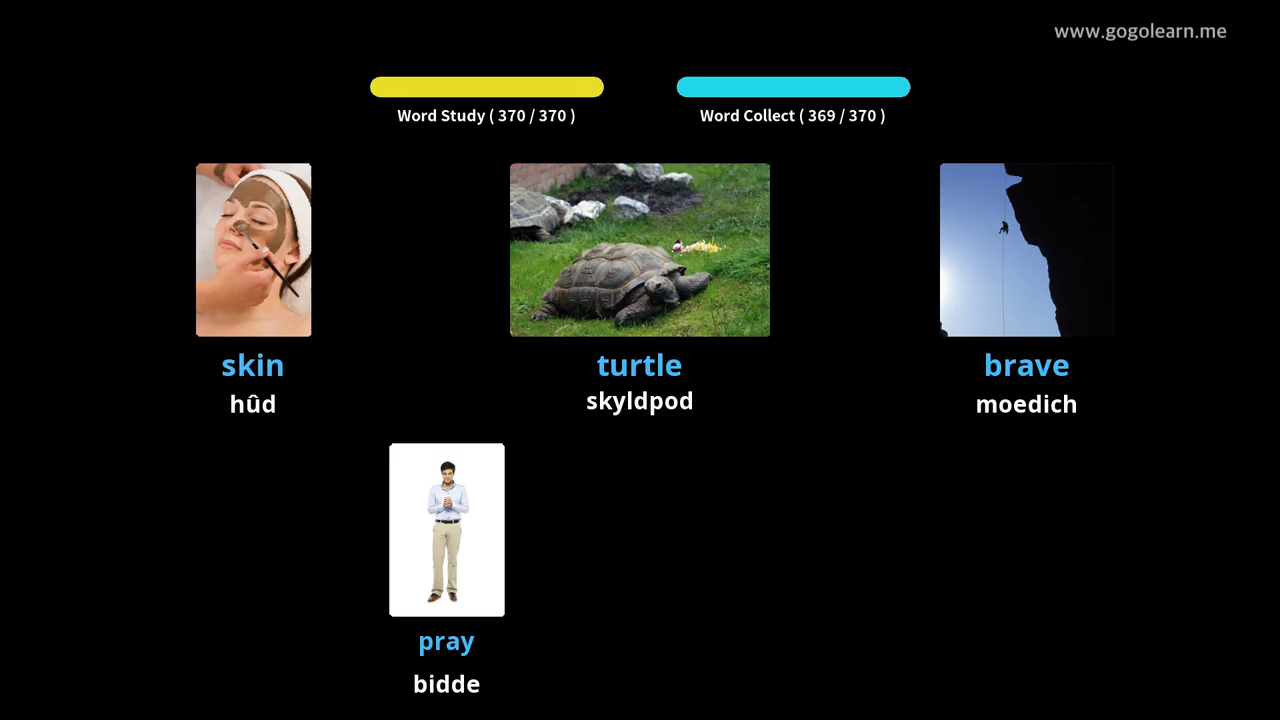 www.gogolearn.me
Word Study ( 370 / 370 )
Word Collect ( 369 / 370 )
skin
hûd
turtle
skyldpod
brave
moedich
pray
bidde